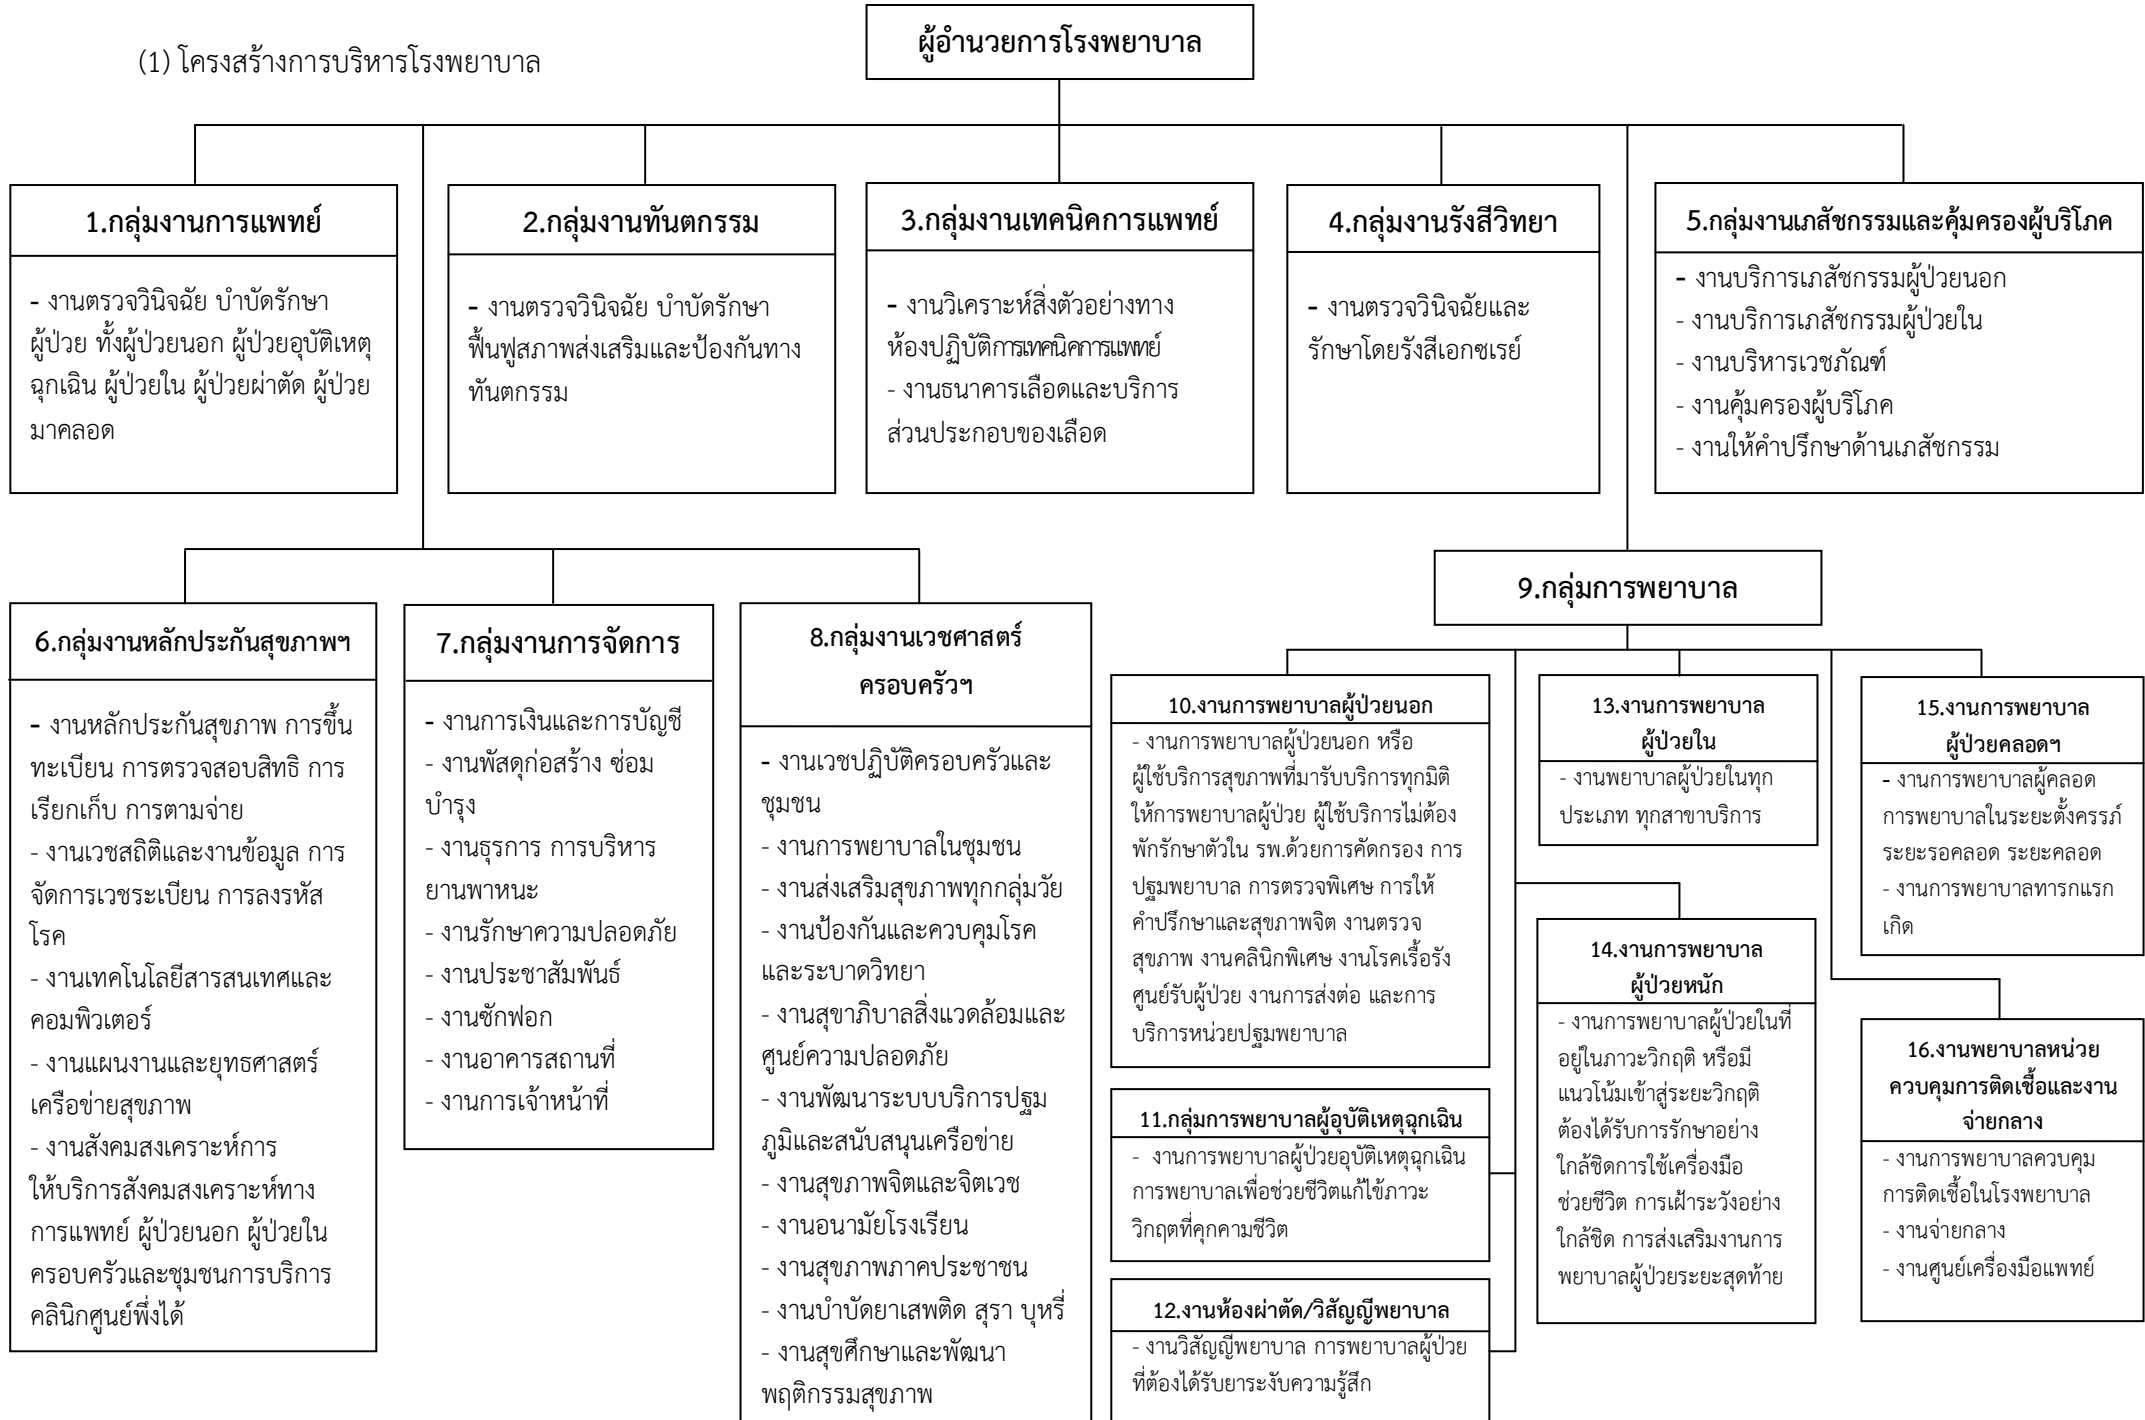 ผู้อำนวยการโรงพยาบาล
(1) โครงสร้างการบริหารโรงพยาบาล
1.กลุ่มงานการแพทย์
- งานตรวจวินิจฉัย บำบัดรักษา
ผู้ป่วย ทั้งผู้ป่วยนอก ผู้ป่วยอุบัติเหตุ
ฉุกเฉิน ผู้ป่วยใน ผู้ป่วยผ่าตัด ผู้ป่วย
มาคลอด
2.กลุ่มงานทันตกรรม
- งานตรวจวินิจฉัย บำบัดรักษา
ฟื้นฟูสภาพส่งเสริมและป้องกันทาง
ทันตกรรม
3.กลุ่มงานเทคนิคการแพทย์
- งานวิเคราะห์สิ่งตัวอย่างทาง
ห้องปฏิบัติการเทคนิคการแพทย์
- งานธนาคารเลือดและบริการ
ส่วนประกอบของเลือด
4.กลุ่มงานรังสีวิทยา
- งานตรวจวินิจฉัยและ
รักษาโดยรังสีเอกซเรย์
5.กลุ่มงานเภสัชกรรมและคุ้มครองผู้บริโภค
- งานบริการเภสัชกรรมผู้ป่วยนอก
- งานบริการเภสัชกรรมผู้ป่วยใน
- งานบริหารเวชภัณฑ์
- งานคุ้มครองผู้บริโภค
- งานให้คำปรึกษาด้านเภสัชกรรม
6.กลุ่มงานหลักประกันสุขภาพฯ
- งานหลักประกันสุขภาพ การขึ้น
ทะเบียน การตรวจสอบสิทธิ การ
เรียกเก็บ การตามจ่าย
- งานเวชสถิติและงานข้อมูล การ
จัดการเวชระเบียน การลงรหัส
โรค
- งานเทคโนโลยีสารสนเทศและ
คอมพิวเตอร์
- งานแผนงานและยุทธศาสตร์
เครือข่ายสุขภาพ
- งานสังคมสงเคราะห์การ
ให้บริการสังคมสงเคราะห์ทาง
การแพทย์ ผู้ป่วยนอก ผู้ป่วยใน
ครอบครัวและชุมชนการบริการ
คลินิกศูนย์พึ่งได้
7.กลุ่มงานการจัดการ
- งานการเงินและการบัญชี
- งานพัสดุก่อสร้าง ซ่อม
บำรุง
- งานธุรการ การบริหาร
ยานพาหนะ
- งานรักษาความปลอดภัย
- งานประชาสัมพันธ์
- งานซักฟอก
- งานอาคารสถานที่
- งานการเจ้าหน้าที่
8.กลุ่มงานเวชศาสตร์
ครอบครัวฯ
- งานเวชปฏิบัติครอบครัวและ
ชุมชน
- งานการพยาบาลในชุมชน
- งานส่งเสริมสุขภาพทุกกลุ่มวัย
- งานป้องกันและควบคุมโรค
และระบาดวิทยา
- งานสุขาภิบาลสิ่งแวดล้อมและ
ศูนย์ความปลอดภัย
- งานพัฒนาระบบบริการปฐม
ภูมิและสนับสนุนเครือข่าย
- งานสุขภาพจิตและจิตเวช
- งานอนามัยโรงเรียน
- งานสุขภาพภาคประชาชน
- งานบำบัดยาเสพติด สุรา บุหรี่
- งานสุขศึกษาและพัฒนา
พฤติกรรมสุขภาพ
9.กลุ่มการพยาบาล
10.งานการพยาบาลผู้ป่วยนอก
- งานการพยาบาลผู้ป่วยนอก หรือ
ผู้ใช้บริการสุขภาพที่มารับบริการทุกมิติ
ให้การพยาบาลผู้ป่วย ผู้ใช้บริการไม่ต้อง
พักรักษาตัวใน รพ.ด้วยการคัดกรอง การ
ปฐมพยาบาล การตรวจพิเศษ การให้
คำปรึกษาและสุขภาพจิต งานตรวจ
สุขภาพ งานคลินิกพิเศษ งานโรคเรื้อรัง
ศูนย์รับผู้ป่วย งานการส่งต่อ และการ
บริการหน่วยปฐมพยาบาล
11.กลุ่มการพยาบาลผู้อุบัติเหตุฉุกเฉิน
- งานการพยาบาลผู้ป่วยอุบัติเหตุฉุกเฉิน
การพยาบาลเพื่อช่วยชีวิตแก้ไข้ภาวะ
วิกฤตที่คุกคามชีวิต
12.งานห้องผ่าตัด/วิสัญญีพยาบาล
- งานวิสัญญีพยาบาล การพยาบาลผู้ป่วย
ที่ต้องได้รับยาระงับความรู้สึก
13.งานการพยาบาล
ผู้ป่วยใน
- งานพยาบาลผู้ป่วยในทุก
ประเภท ทุกสาขาบริการ
14.งานการพยาบาล
ผู้ป่วยหนัก
- งานการพยาบาลผู้ป่วยในที่
อยู่ในภาวะวิกฤติ หรือมี
แนวโน้มเข้าสู่ระยะวิกฤติ
ต้องได้รับการรักษาอย่าง
ใกล้ชิดการใช้เครื่องมือ
ช่วยชีวิต การเฝ้าระวังอย่าง
ใกล้ชิด การส่งเสริมงานการ
พยาบาลผู้ป่วยระยะสุดท้าย
15.งานการพยาบาล
ผู้ป่วยคลอดฯ
- งานการพยาบาลผู้คลอด
การพยาบาลในระยะตั้งครรภ์
ระยะรอคลอด ระยะคลอด
- งานการพยาบาลทารกแรก
เกิด
16.งานพยาบาลหน่วย
ควบคุมการติดเชื้อและงาน
จ่ายกลาง
- งานการพยาบาลควบคุม
การติดเชื้อในโรงพยาบาล
- งานจ่ายกลาง
- งานศูนย์เครื่องมือแพทย์